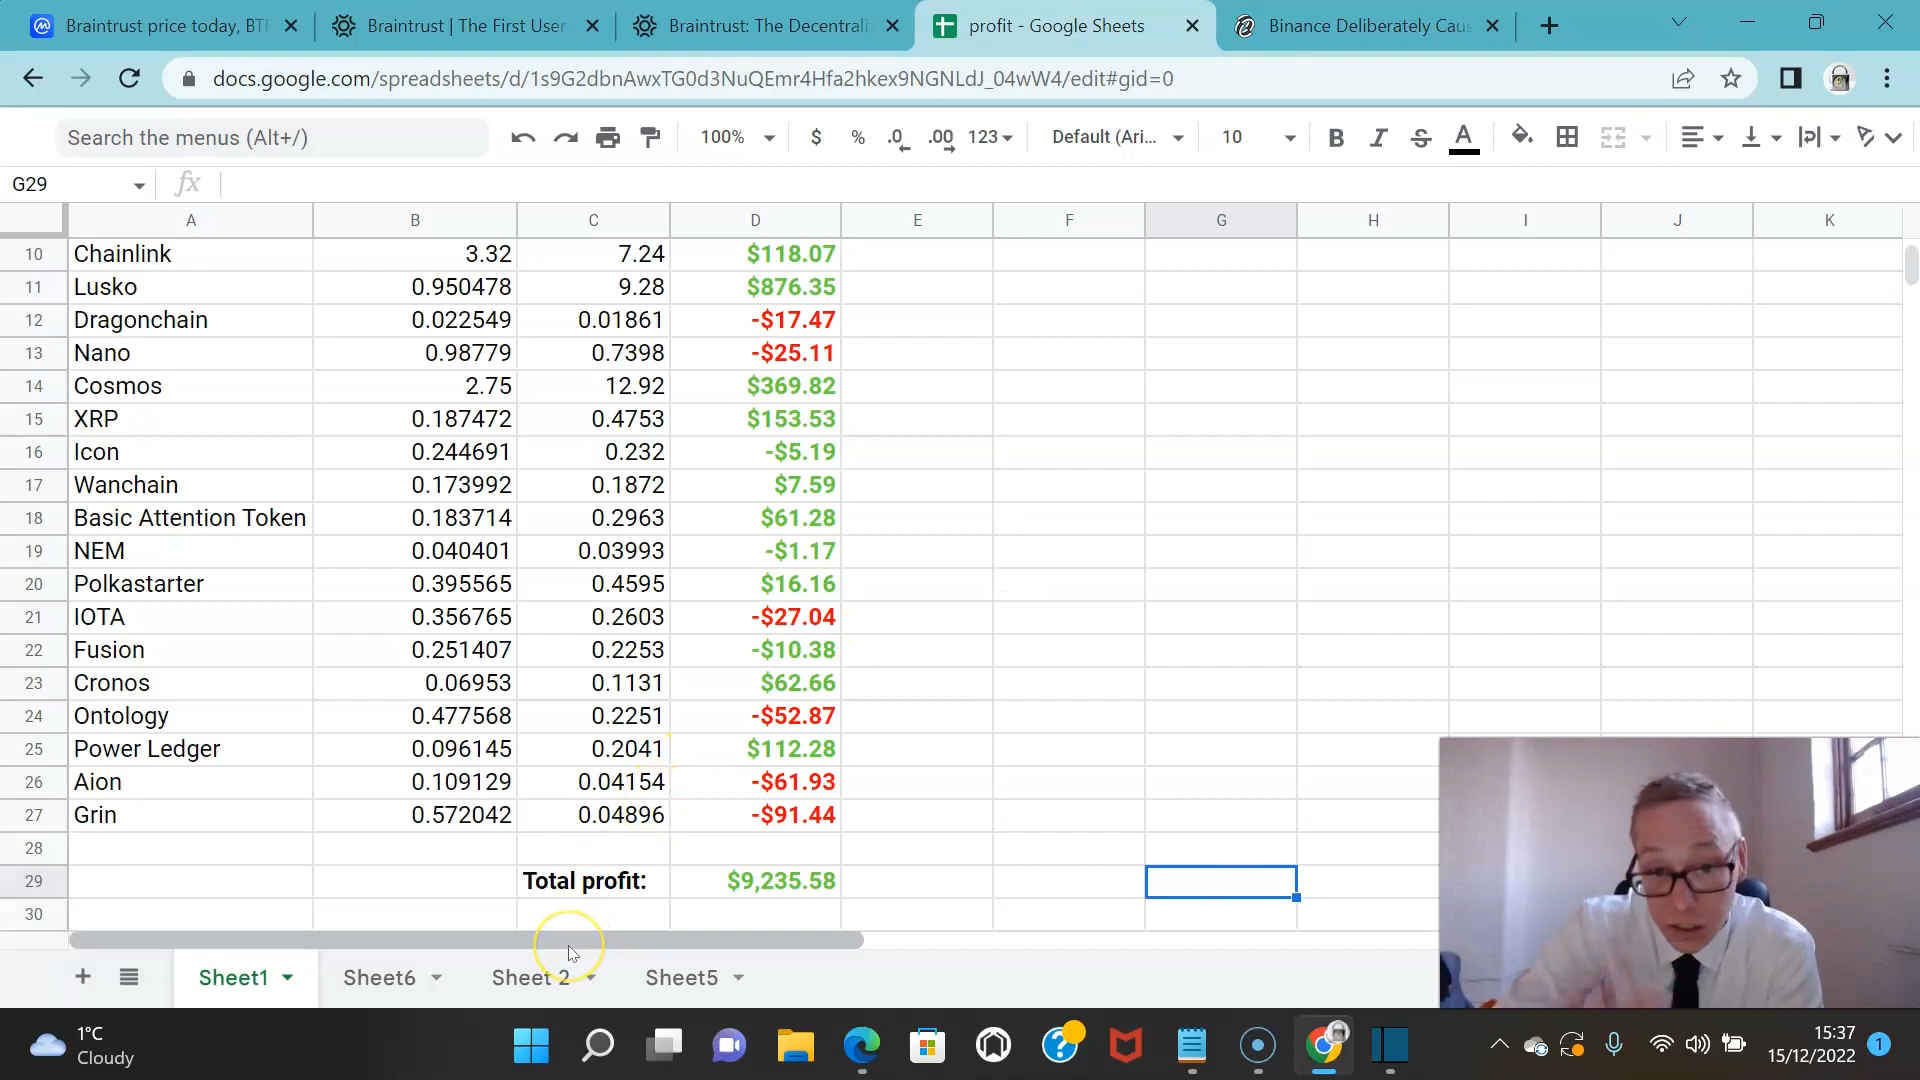 Braintrust price today, BTF
Braintrust | The First User-
Braintrust: The Decentrali
profit - Google Sheets
Binance Deliberately Caus
docs.google.com/spreadsheets/d/1s9G2dbnAwxTG0d3NuQEmr4Hfa2hkex9NGNLdJ_04wW4/edit#gid=0
Search the menus (Alt+/)
100% $ % .0 .00 123 Default (Ari... 10 B I S A
G29 fx
A B C D E F G H I J K
10 Chainlink 3.32 7.24 $118.07
11 Lusko 0.950478 9.28 $876.35
12 Dragonchain 0.022549 0.01861 -$17.47
13 Nano 0.98779 0.7398 -$25.11
14 Cosmos 2.75 12.92 $369.82
15 XRP 0.187472 0.4753 $153.53
16 Icon 0.244691 0.232 -$5.19
17 Wanchain 0.173992 0.1872 $7.59
18 Basic Attention Token 0.183714 0.2963 $61.28
19 NEM 0.040401 0.03993 -$1.17
20 Polkastarter 0.395565 0.4595 $16.16
21 IOTA 0.356765 0.2603 -$27.04
22 Fusion 0.251407 0.2253 -$10.38
23 Cronos 0.06953 0.1131 $62.66
24 Ontology 0.477568 0.2251 -$52.87
25 Power Ledger 0.096145 0.2041 $112.28
26 Aion 0.109129 0.04154 -$61.93
27 Grin 0.572042 0.04896 -$91.44
28
29 Total profit: $9,235.58
30
Sheet1 Sheet6 Sheet 2 Sheet5
1°C
Cloudy
15:37
15/12/2022
1